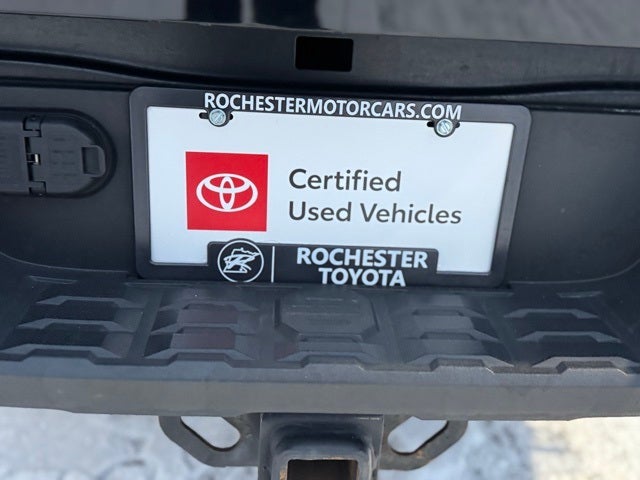 ROCHESTERMOTORCARS.COM
Certified
Used Vehicles
ROCHESTER
TOYOTA